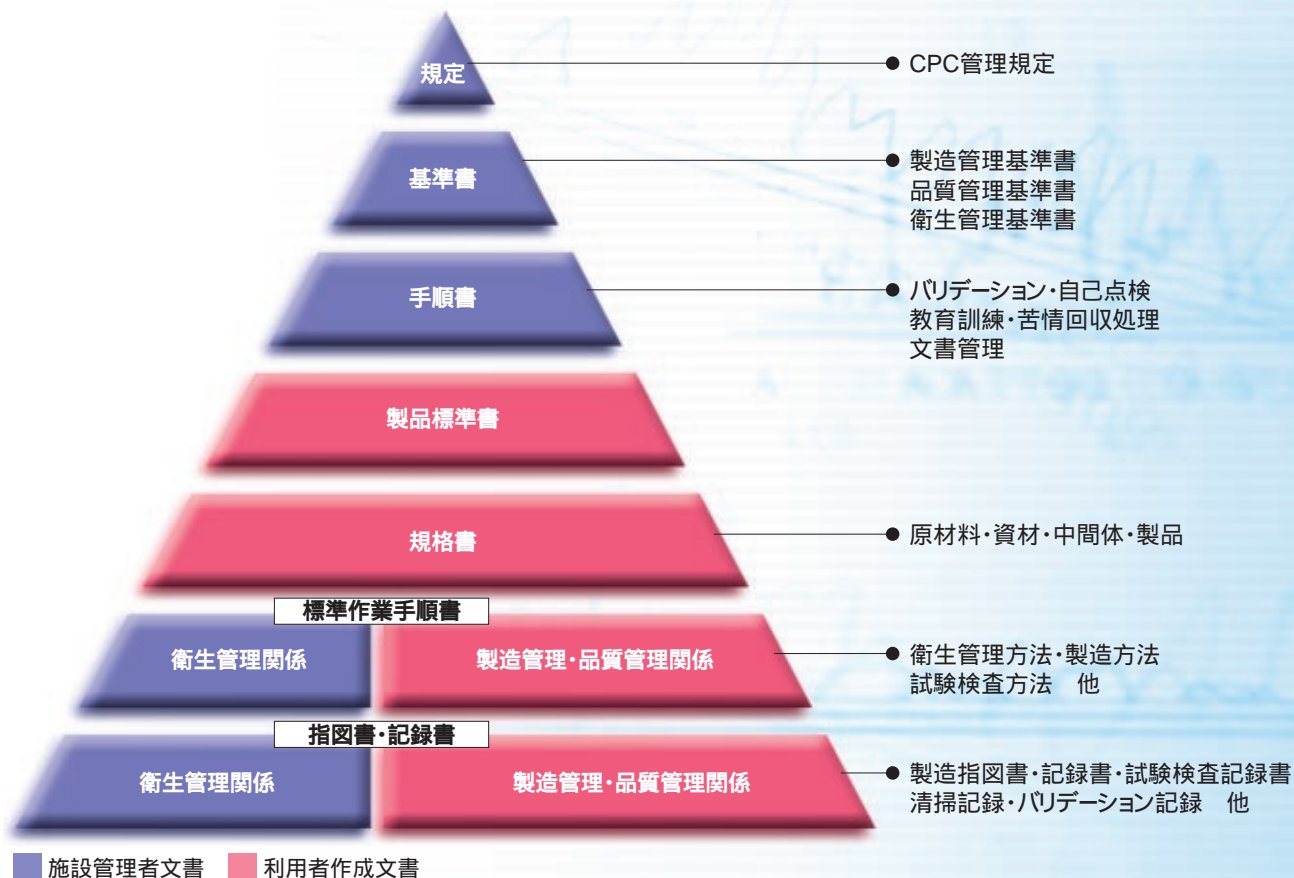 規定
CPC管理規定
基準書
製造管理基準書
品質管理基準書
衛生管理基準書
手順書
バリデーション・自己点検
教育訓練・苦情回収処理
文書管理
製品標準書
規格書
原材料・資材・中間体・製品
標準作業手順書
衛生管理関係
製造管理・品質管理関係
衛生管理方法・製造方法
試験検査方法　他
指図書・記録書
衛生管理関係
製造管理・品質管理関係
製造指図書・記録書・試験検査記録書
清掃記録・バリデーション記録　他
施設管理者文書
利用者作成文書